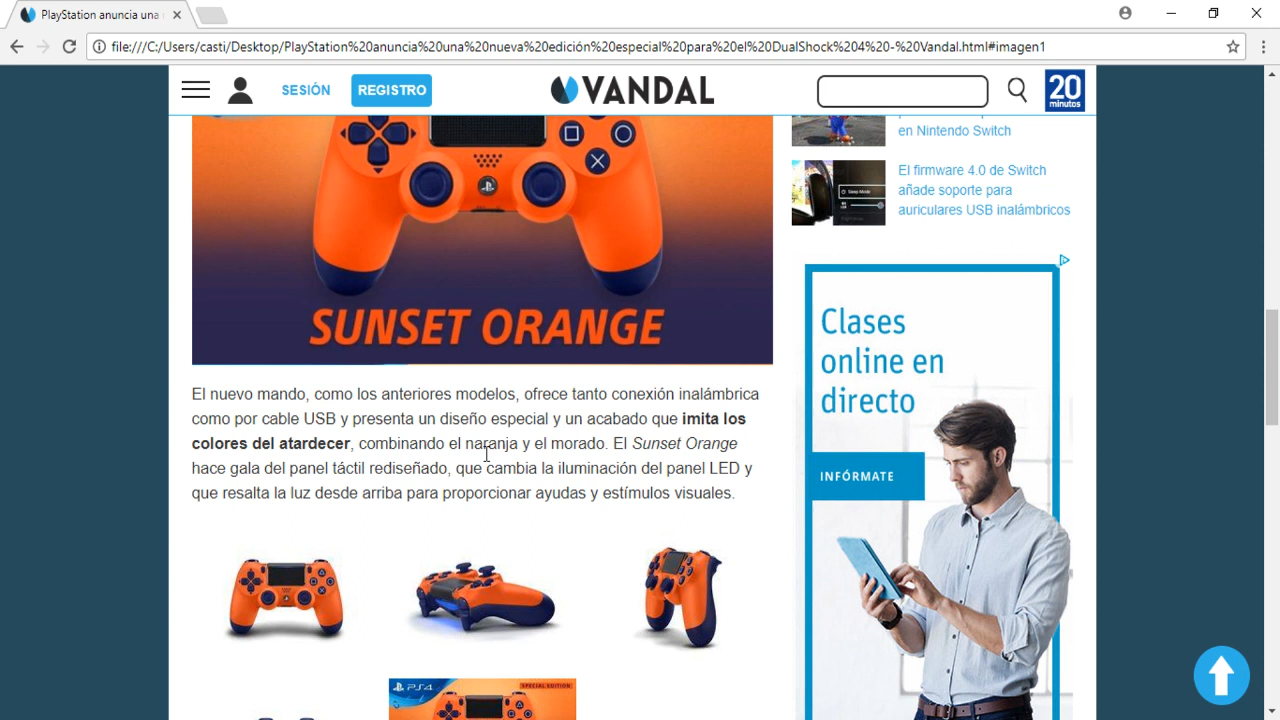 PlayStation anuncia una
file:///C:/Users/casti/Desktop/PlayStation%20anuncia%20una%20nueva%20edición%20especial%20para%20el%20DualShock%204%20-%20Vandal.html#imagen1
SESIÓN
REGISTRO
VANDAL
20
minutos
en Nintendo Switch
El firmware 4.0 de Switch
añade soporte para
auriculares USB inalámbricos
Sleep Mode
SUNSET ORANGE
El nuevo mando, como los anteriores modelos, ofrece tanto conexión inalámbrica
como por cable USB y presenta un diseño especial y un acabado que imita los
colores del atardecer, combinando el naranja y el morado. El Sunset Orange
hace gala del panel táctil rediseñado, que cambia la iluminación del panel LED y
que resalta la luz desde arriba para proporcionar ayudas y estímulos visuales.
Clases
online en
directo
INFÓRMATE
PS4
SPECIAL EDITION